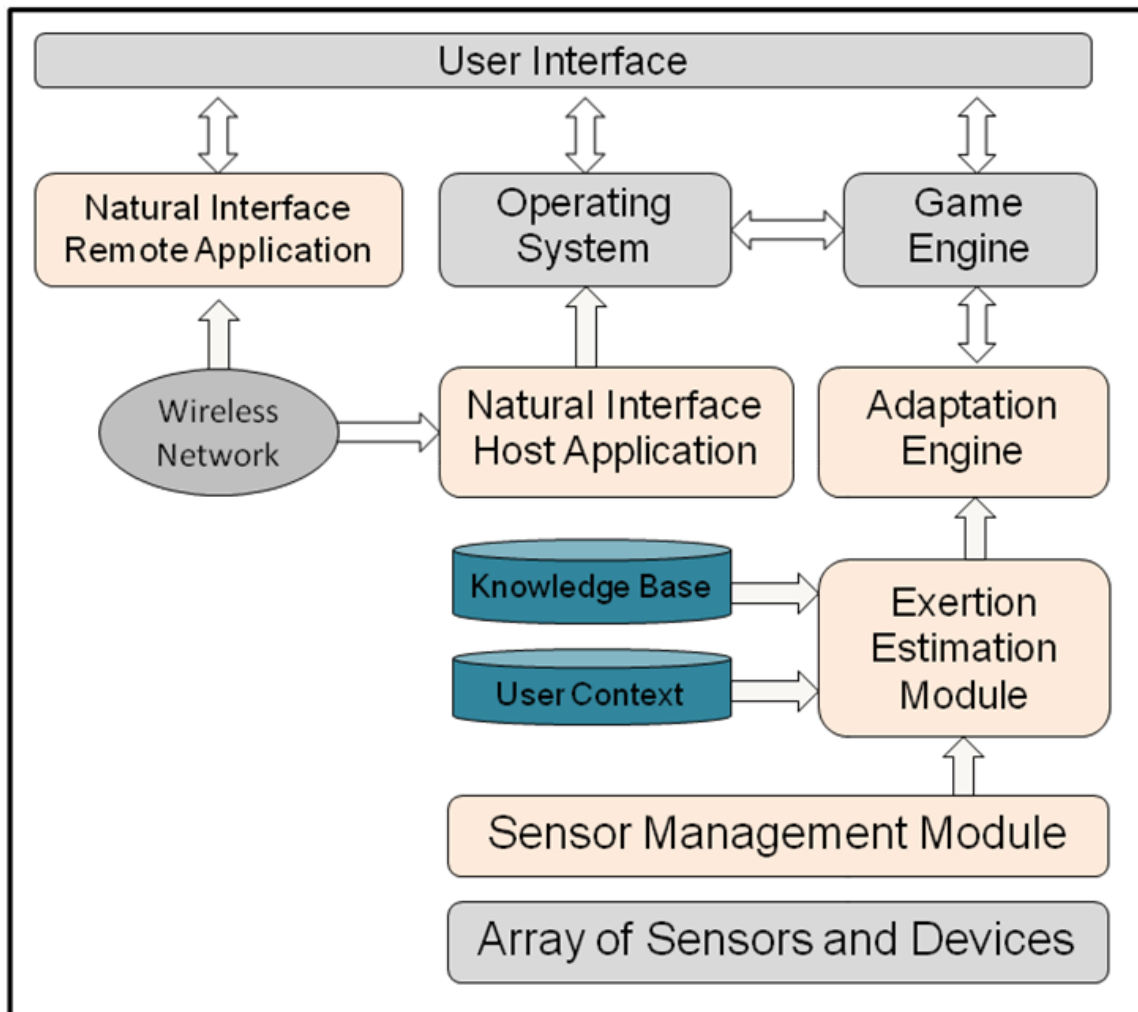 User Interface
Natural Interface
Remote Application
Operating
System
Game
Engine
Wireless
Network
Natural Interface
Host Application
Adaptation
Engine
Knowledge Base
User Context
Exertion
Estimation
Module
Sensor Management Module
Array of Sensors and Devices